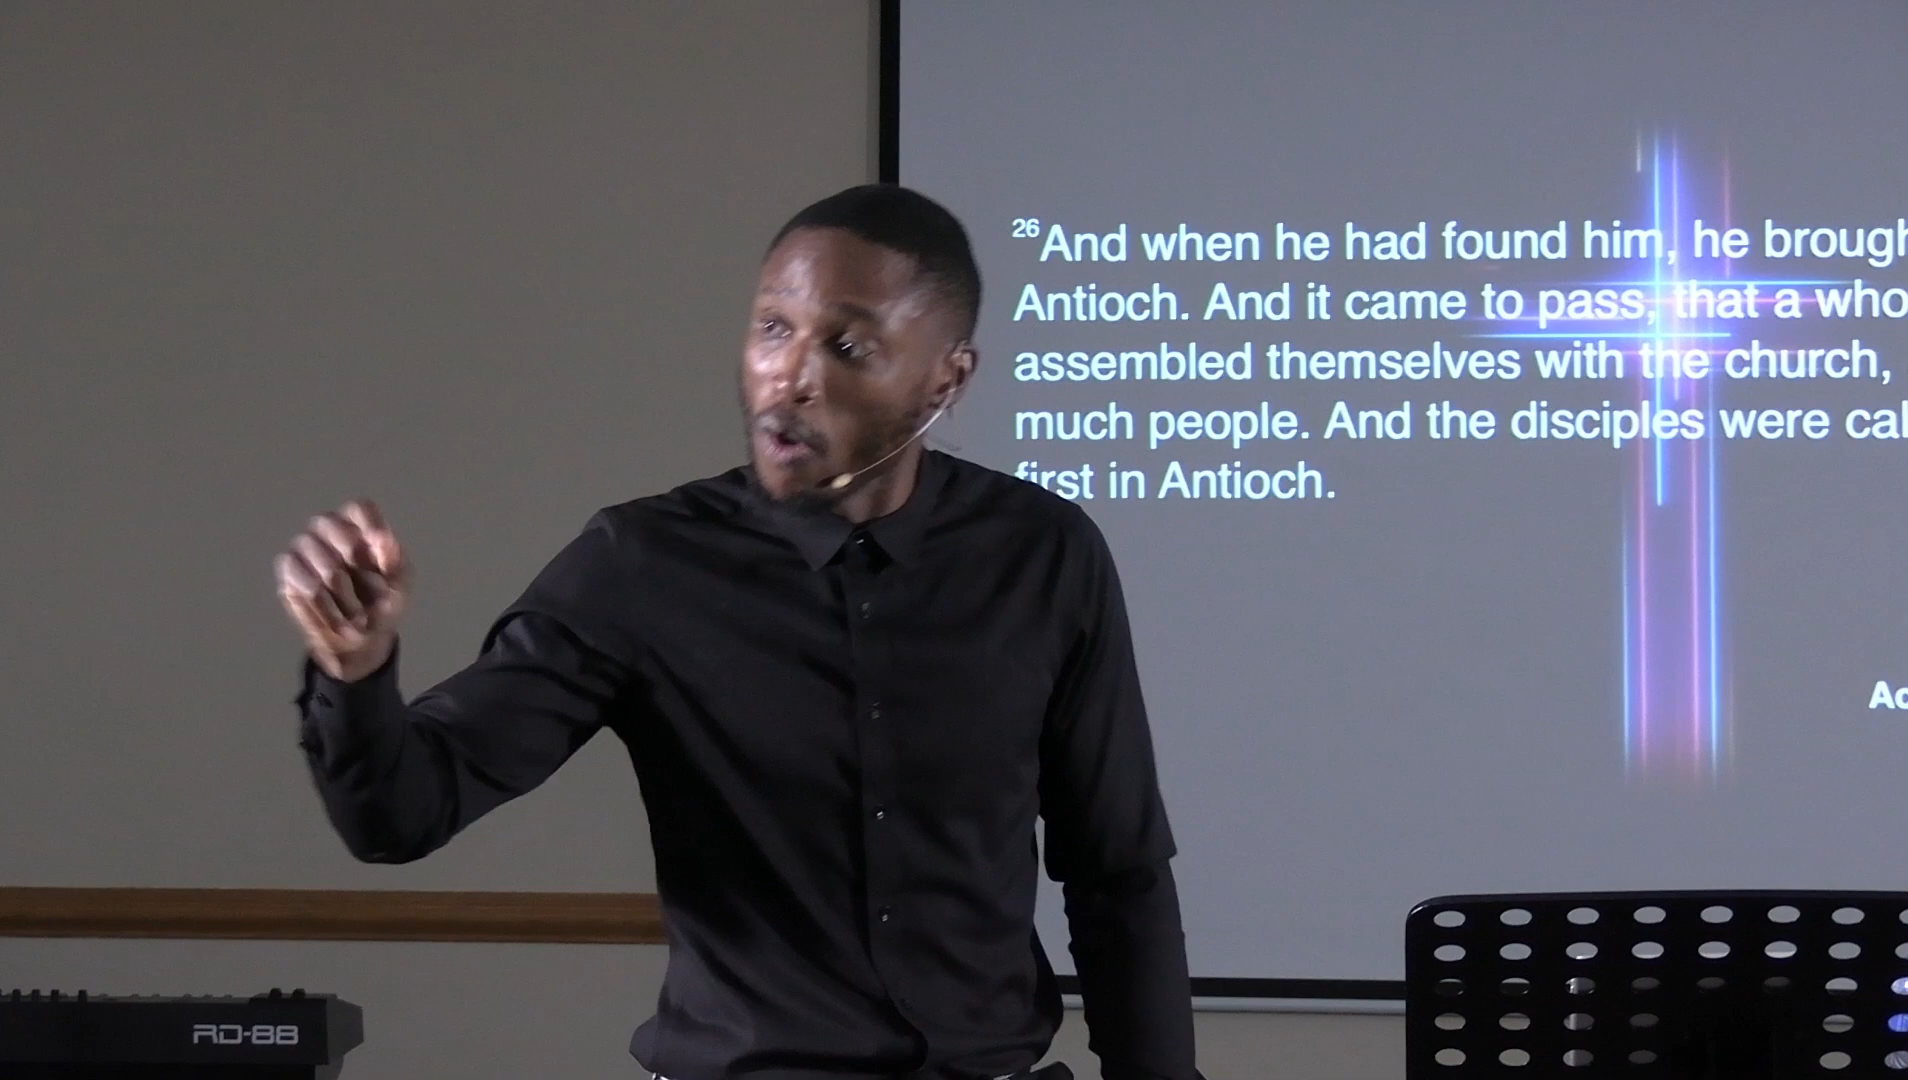 26And when he had found him, he brough
Antioch. And it came to pass, that a who
assembled themselves with the church,
much people. And the disciples were cal
first in Antioch.
Ac
RD-88